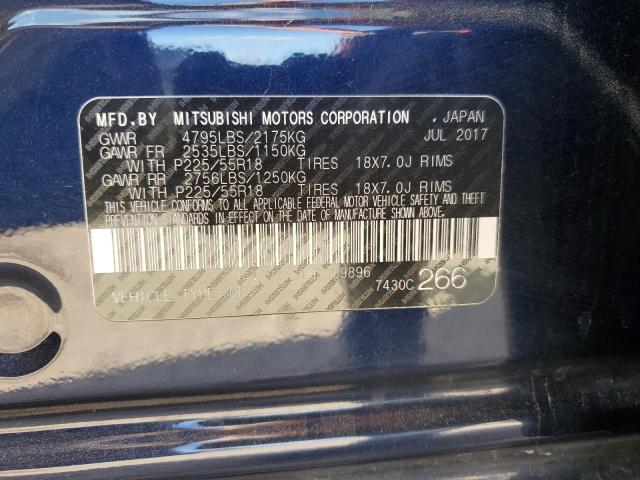 MFD.BY MITSUBISHI MOTORS CORPORATION . JAPAN
GVWR 4795LBS/2175KG JUL 2017
GAWR FR 2535LBS/1150KG
WITH P225/55R18 TIRES 18X7.0J RIMS
GAWR RR 2756LBS/1250KG
WITH P225/55R18 TIRES 18X7.0J RIMS
THIS VEHICLE CONFORMS TO ALL APPLICABLE FEDERAL MOTOR VEHICLE SAFETY AND THEFT
PREVENTION STANDARDS IN EFFECT ON THE DATE OF MANUFACTURE SHOWN ABOVE.
9896
VEHICLE TYPE: 7430C 266